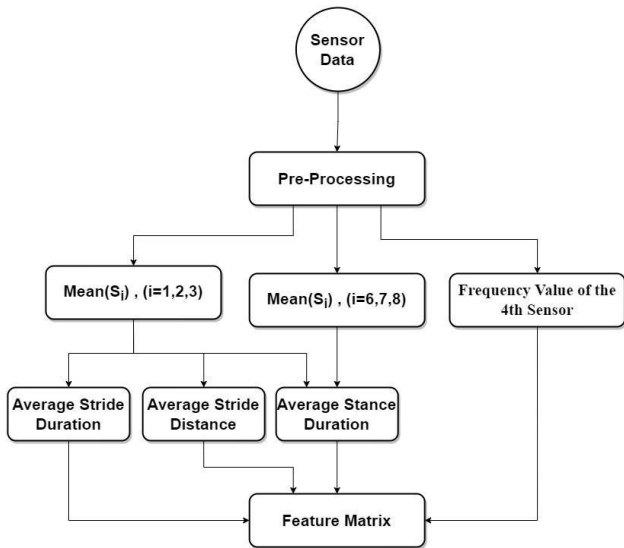 Sensor
Data
Pre-Processing
Mean(Si) , (i=1,2,3)
Mean(Si) , (i=6,7,8)
Frequency Value of the
4th Sensor
Average Stride
Duration
Average Stride
Distance
Average Stance
Duration
Feature Matrix